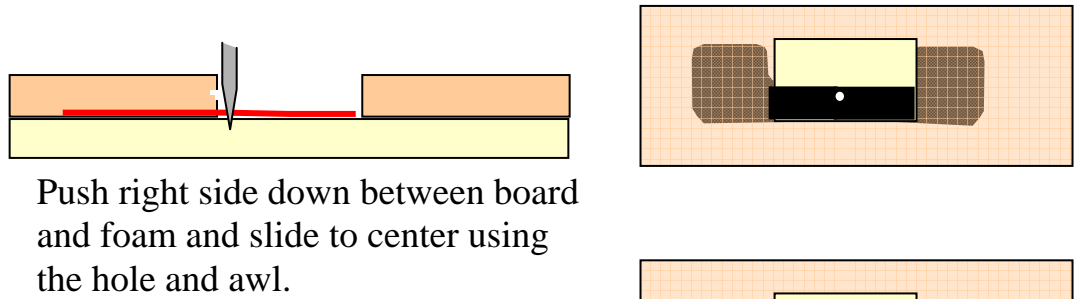 Push right side down between board
and foam and slide to center using
the hole and awl.